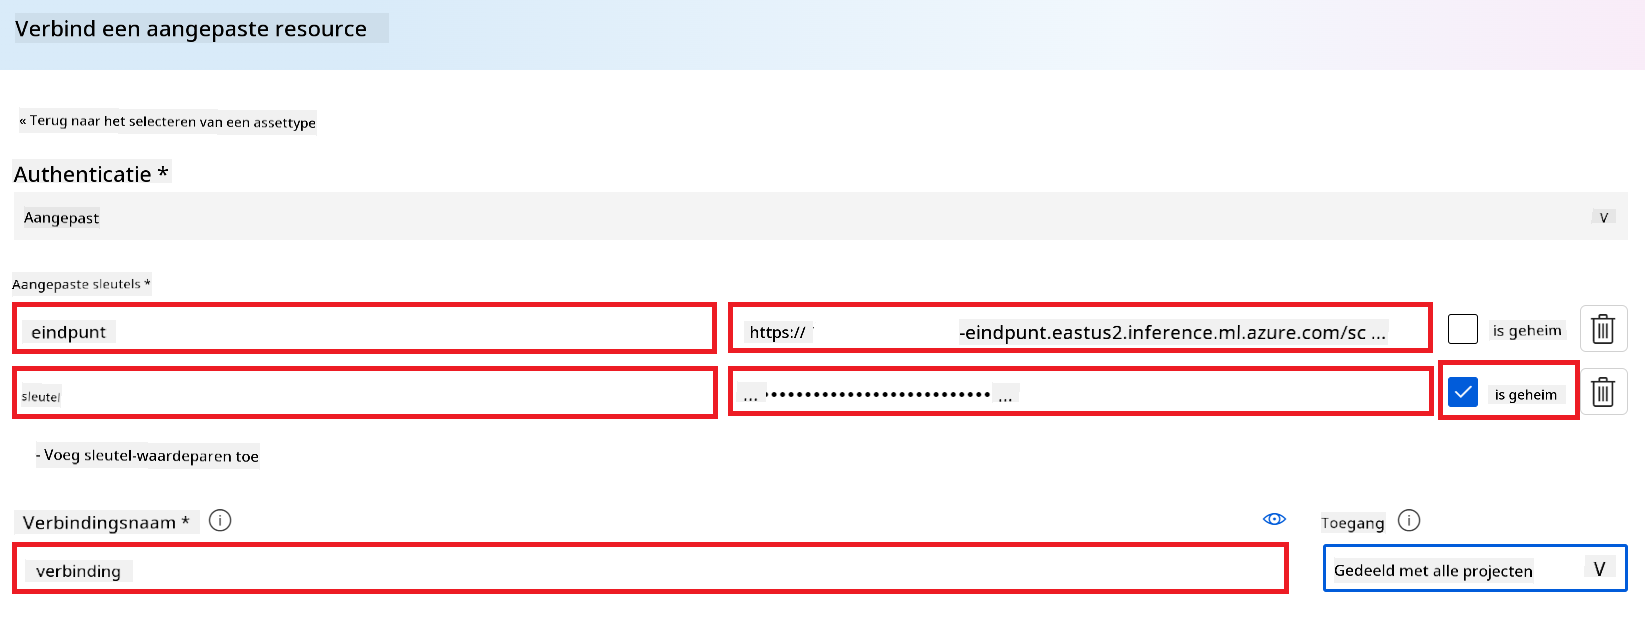 Verbind een aangepaste resource
« Terug naar het selecteren van een assettype
Authenticatie *
Aangepast V
Aangepaste sleutels *
eindpunt https:// -eindpunt.eastus2.inference.ml.azure.com/sc ... is geheim
sleutel ... ••••••••••••••••••••••••••••• ... is geheim
- Voeg sleutel-waardeparen toe
Verbindingsnaam * Toegang
verbinding Gedeeld met alle projecten V